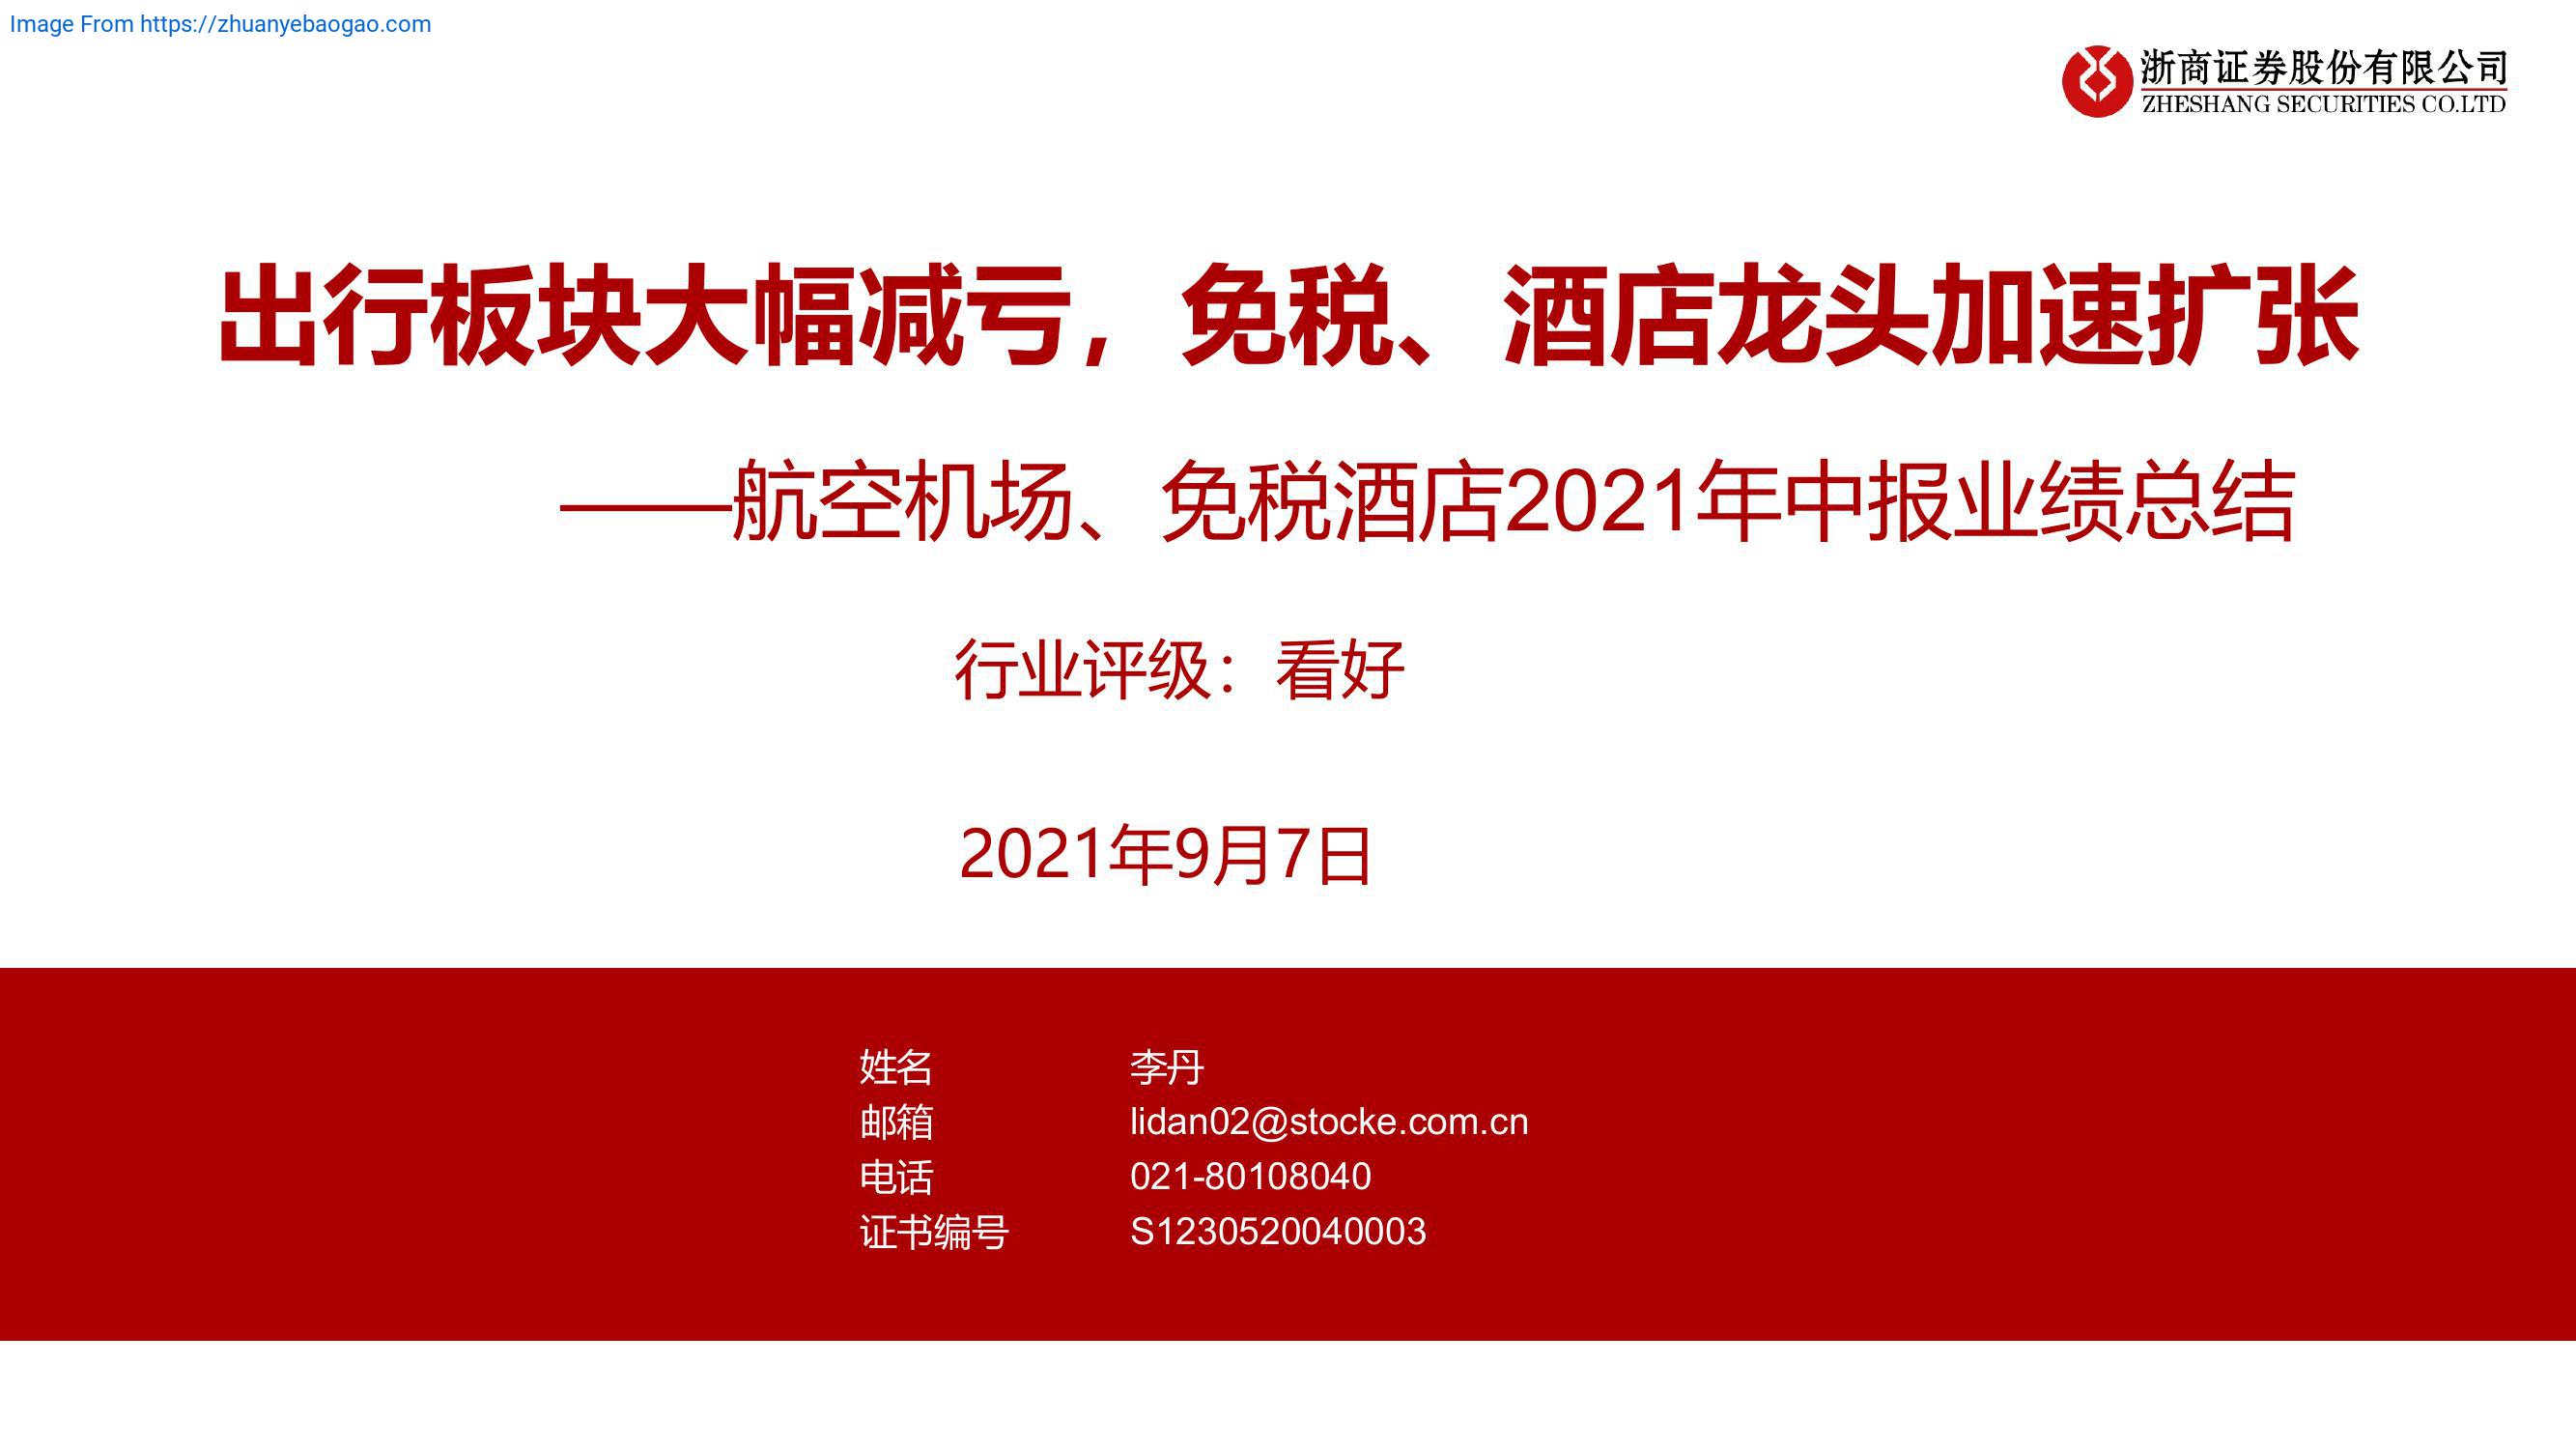 Image From https://zhuanyebaogao.com
浙商证券股份有限公司
ZHESHANG SECURITIES CO.LTD
出行板块大幅减亏，免税、酒店龙头加速扩张
——航空机场、免税酒店2021年中报业绩总结
行业评级：看好
2021年9月7日
姓名 李丹
邮箱 lidan02@stocke.com.cn
电话 021-80108040
证书编号 S1230520040003